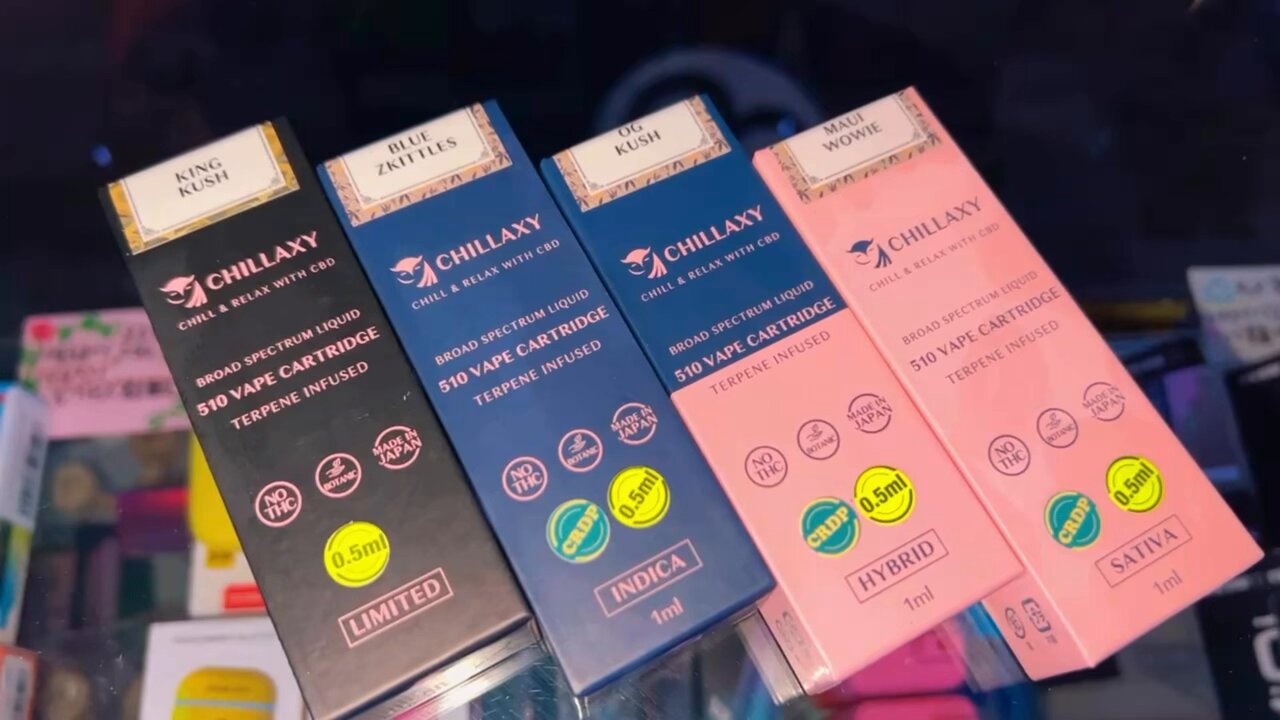 KING
KUSH
CHILLAXY
CHILL & RELAX WITH CBD
BROAD SPECTRUM LIQUID
510 VAPE CARTRIDGE
TERPENE INFUSED
NO
THC
BOTANIC
MADE IN
JAPAN
0.5ml
LIMITED
BLUE
ZKITTLES
CHILLAXY
CHILL & RELAX WITH CBD
BROAD SPECTRUM LIQUID
510 VAPE CARTRIDGE
TERPENE INFUSED
NO
THC
BOTANIC
MADE IN
JAPAN
CRDP
0.5ml
INDICA
1ml
OG
KUSH
CHILLAXY
CHILL & RELAX WITH CBD
BROAD SPECTRUM LIQUID
510 VAPE CARTRIDGE
TERPENE INFUSED
NO
THC
BOTANIC
MADE IN
JAPAN
CRDP
0.5ml
HYBRID
1ml
MAUI
WOWIE
CHILLAXY
CHILL & RELAX WITH CBD
BROAD SPECTRUM LIQUID
510 VAPE CARTRIDGE
TERPENE INFUSED
NO
THC
BOTANIC
MADE IN
JAPAN
CRDP
0.5ml
SATIVA
1ml